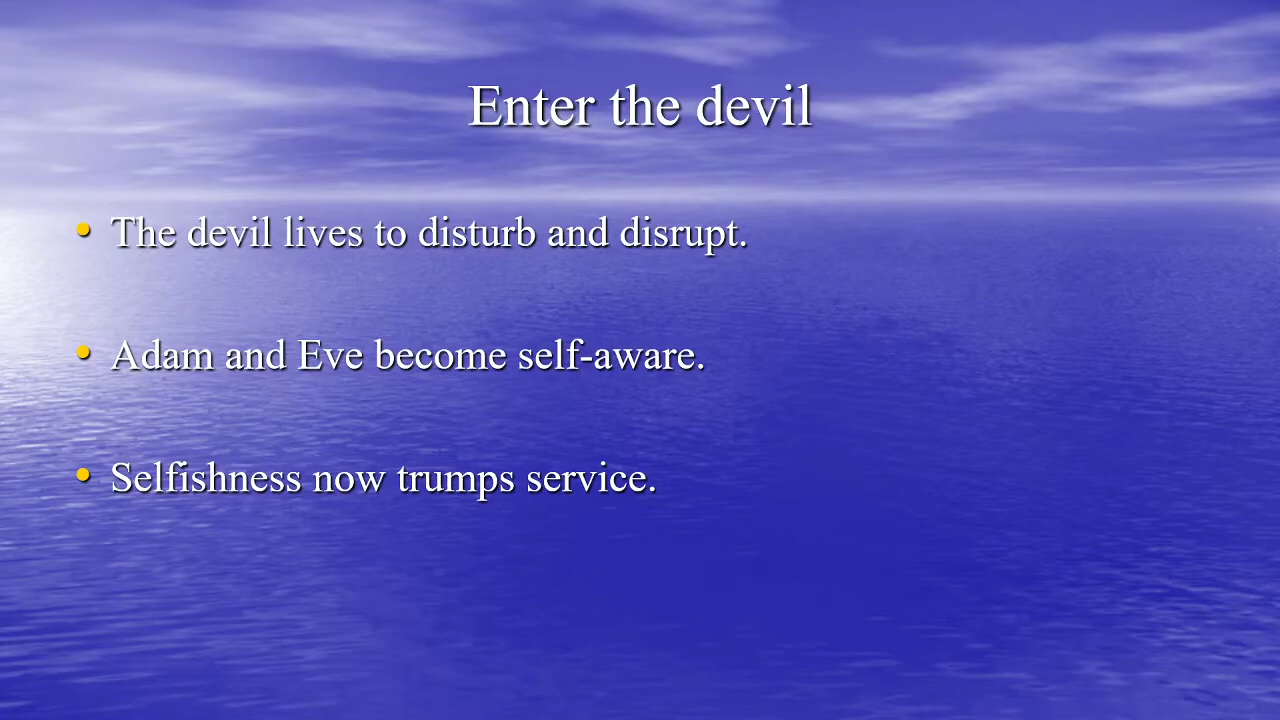 Enter the devil
• The devil lives to disturb and disrupt.
• Adam and Eve become self-aware.
• Selfishness now trumps service.